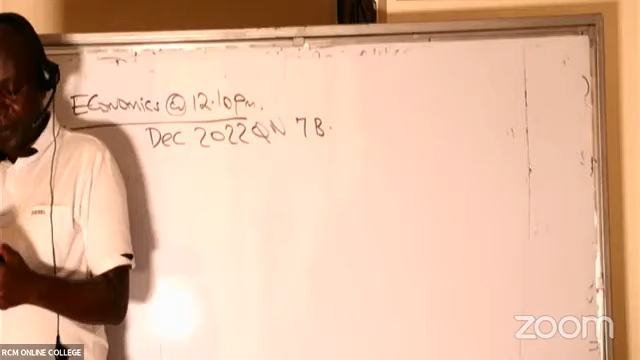 Economics @ 12.10pm.
Dec 2022 QN 7B.
zoom
RCM ONLINE COLLEGE